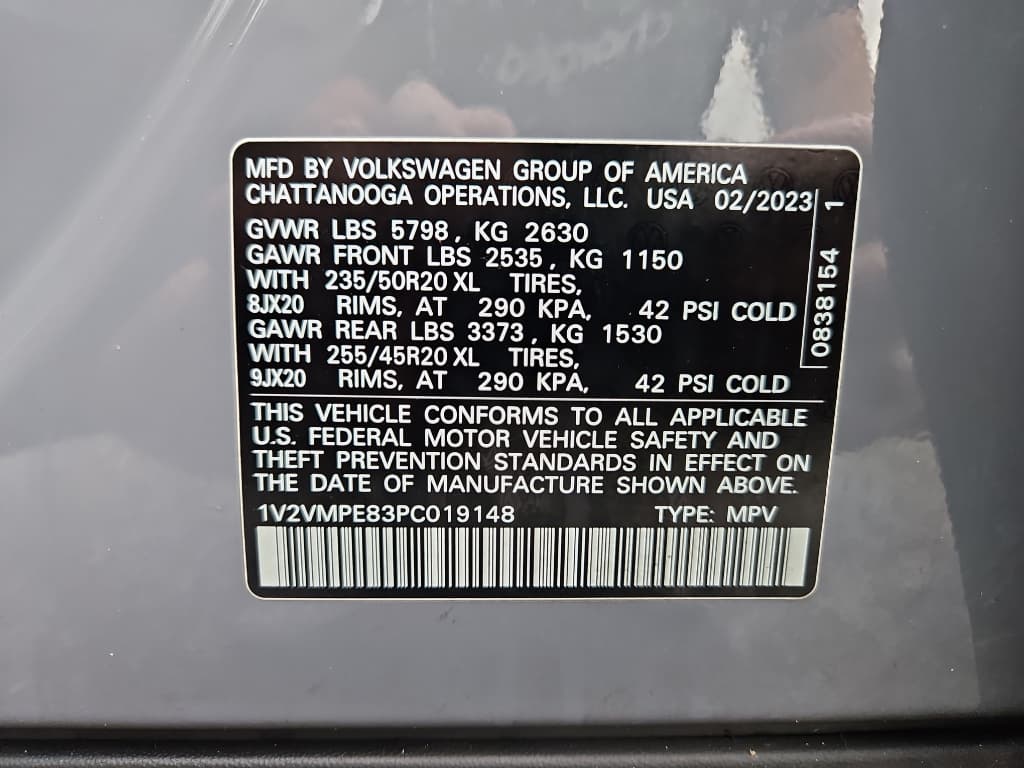 MFD BY VOLKSWAGEN GROUP OF AMERICA
CHATTANOOGA OPERATIONS, LLC. USA 02/2023
GVWR LBS 5798, KG 2630
GAWR FRONT LBS 2535, KG 1150
WITH 235/50R20 XL TIRES,
8JX20 RIMS, AT 290 KPA, 42 PSI COLD
GAWR REAR LBS 3373, KG 1530
WITH 255/45R20 XL TIRES,
9JX20 RIMS, AT 290 KPA, 42 PSI COLD
0838154 1
THIS VEHICLE CONFORMS TO ALL APPLICABLE
U.S. FEDERAL MOTOR VEHICLE SAFETY AND
THEFT PREVENTION STANDARDS IN EFFECT ON
THE DATE OF MANUFACTURE SHOWN ABOVE.
1V2VMPE83PC019148 TYPE: MPV